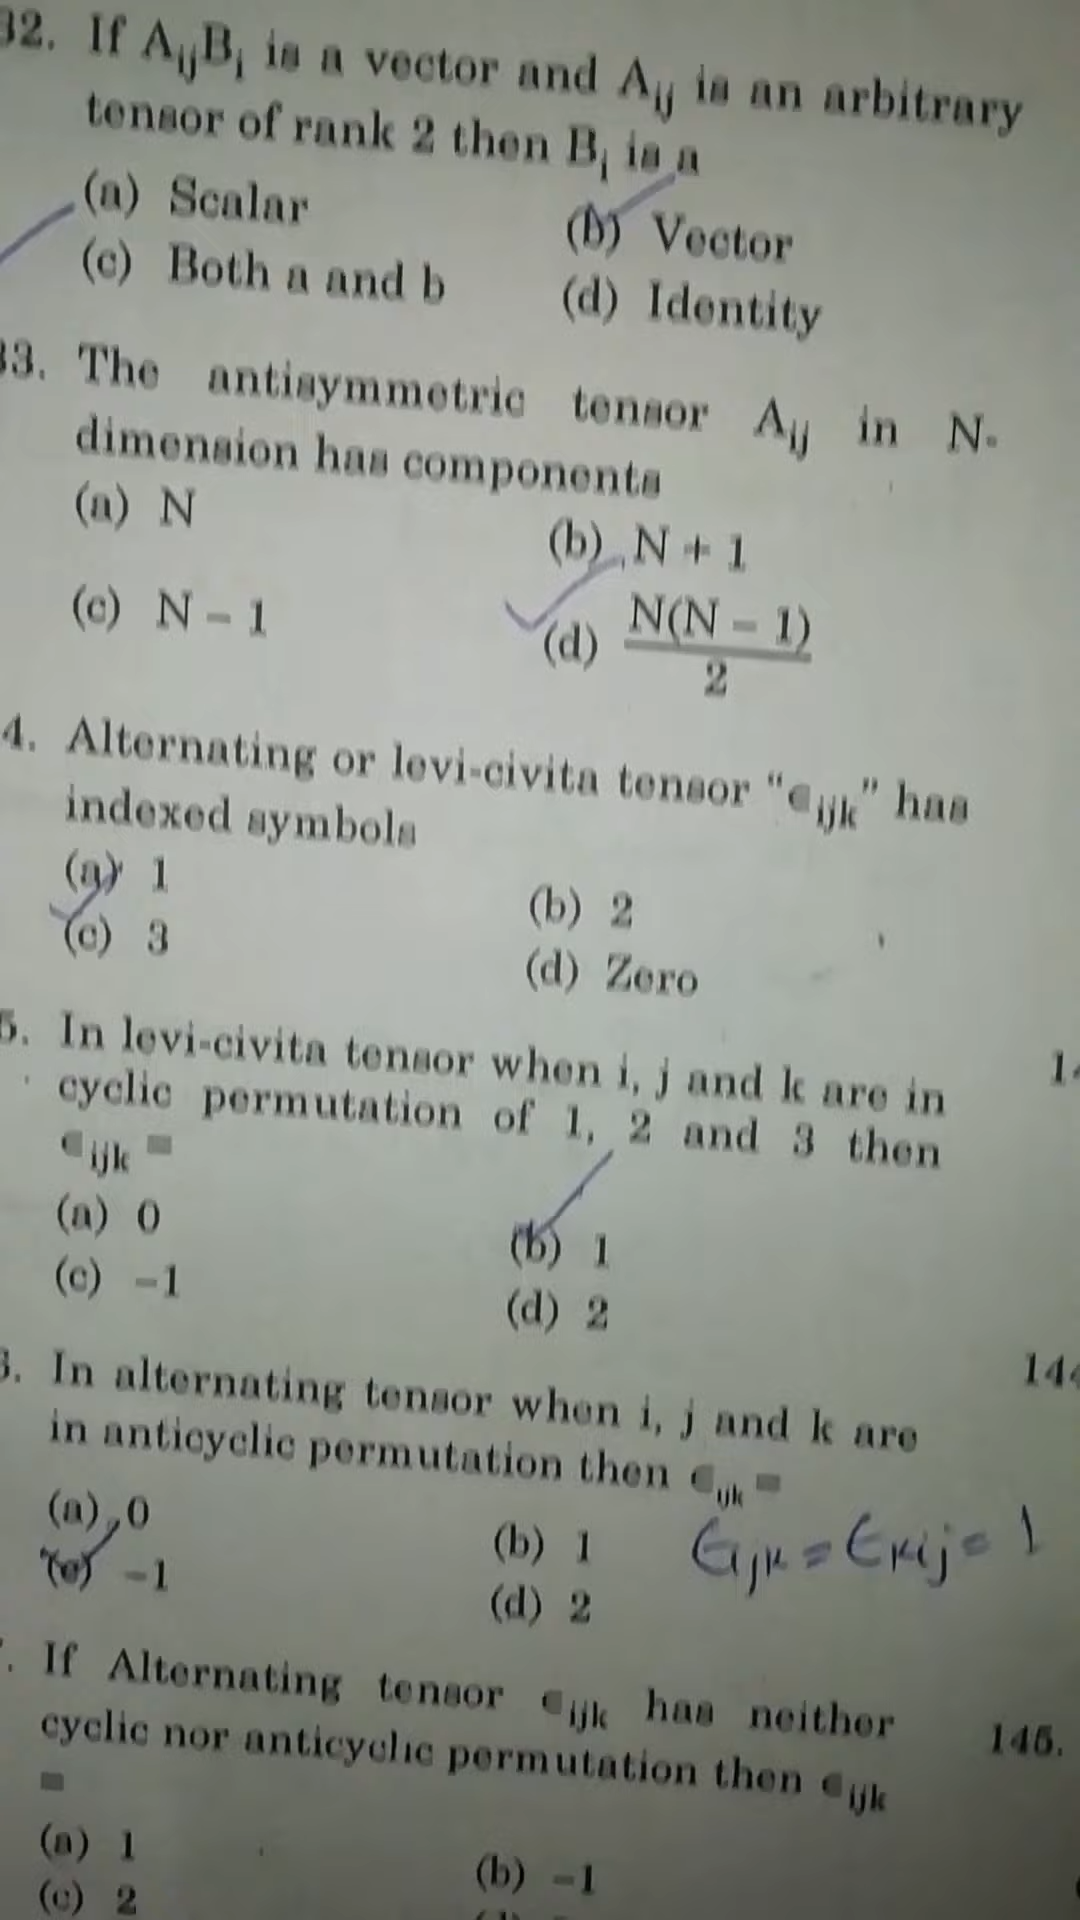 32. If AᵢⱼBⱼ is a vector and Aᵢⱼ is an arbitrary
tensor of rank 2 then Bⱼ is a
(a) Scalar (b) Vector
(c) Both a and b (d) Identity
33. The antisymmetric tensor Aᵢⱼ in N-
dimension has components
(a) N (b) N + 1
(c) N – 1 (d) N(N – 1)/2
4. Alternating or levi-civita tensor “∈ᵢⱼₖ” has
indexed symbols
(a) 1 (b) 2
(c) 3 (d) Zero
5. In levi-civita tensor when i, j and k are in
cyclic permutation of 1, 2 and 3 then
∈ᵢⱼₖ =
(a) 0 (b) 1
(c) –1 (d) 2
6. In alternating tensor when i, j and k are
in anticyclic permutation then ∈ᵢⱼₖ =
(a) 0 (b) 1
(c) –1 (d) 2
∈ᵢⱼₖ = ∈ₖᵢⱼ = 1
. If Alternating tensor ∈ᵢⱼₖ has neither
cyclic nor anticyclic permutation then ∈ᵢⱼₖ
=
(a) 1 (b) –1
(c) 2
14
145.